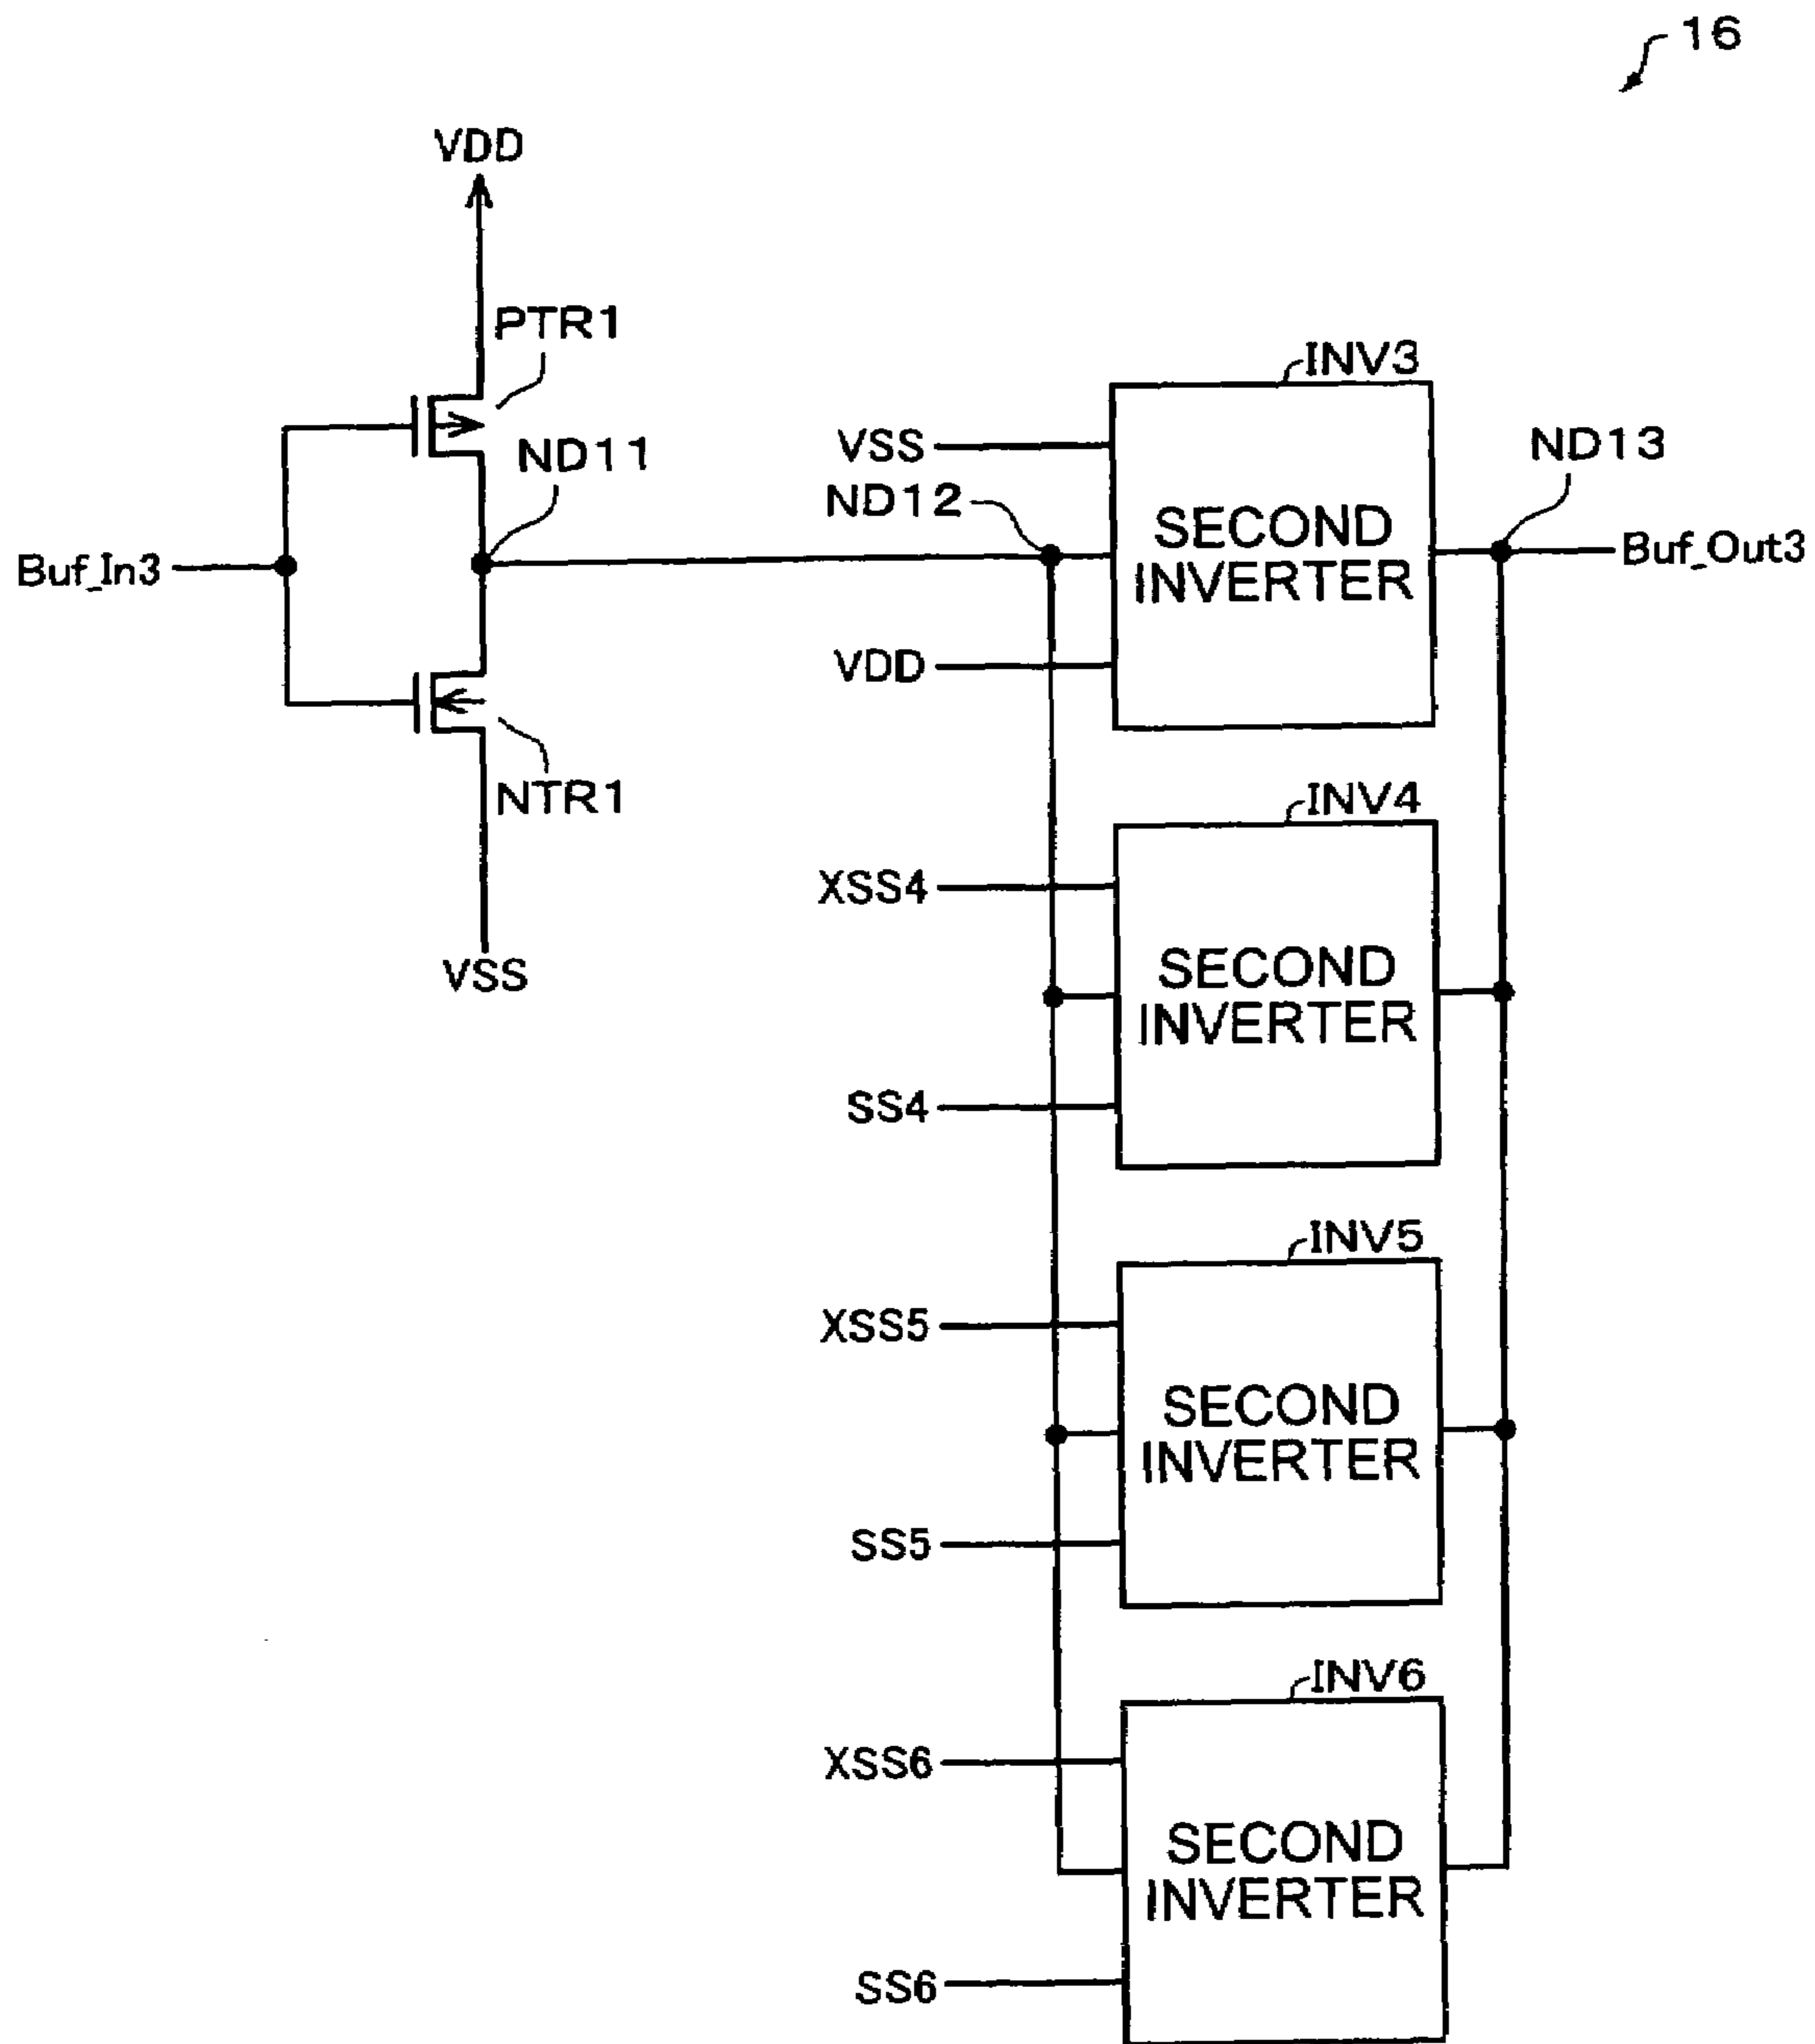 16
VDD
PTR1
ND11
Buf_In3
NTR1
VSS
INV3
VSS
ND12
SECOND
INVERTER
VDD
ND13
Buf_Out3
INV4
XSS4
SECOND
INVERTER
SS4
INV5
XSS5
SECOND
INVERTER
SS5
INV6
XSS6
SECOND
INVERTER
SS6